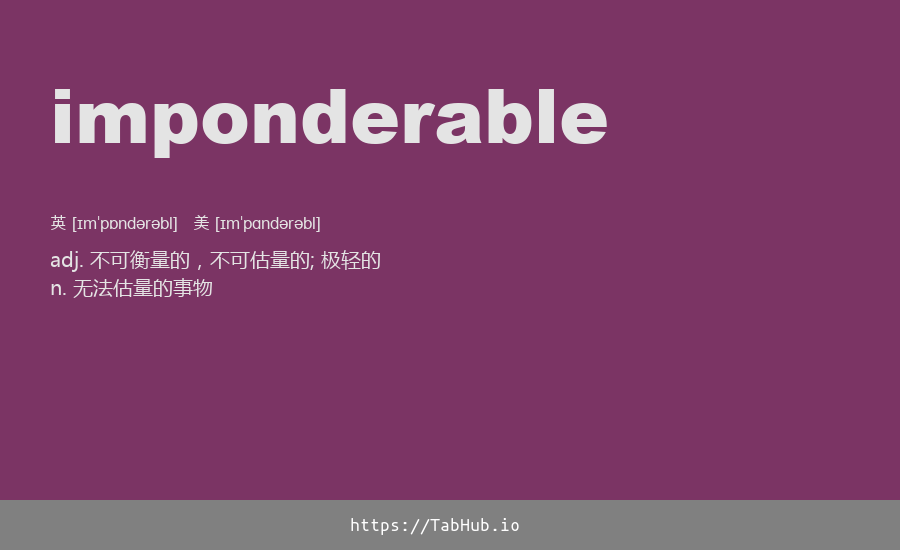 imponderable
英 [ɪmˈpɒndərəbl] 美 [ɪmˈpɑndərəbl]
adj. 不可衡量的，不可估量的; 极轻的
n. 无法估量的事物
https://TabHub.io